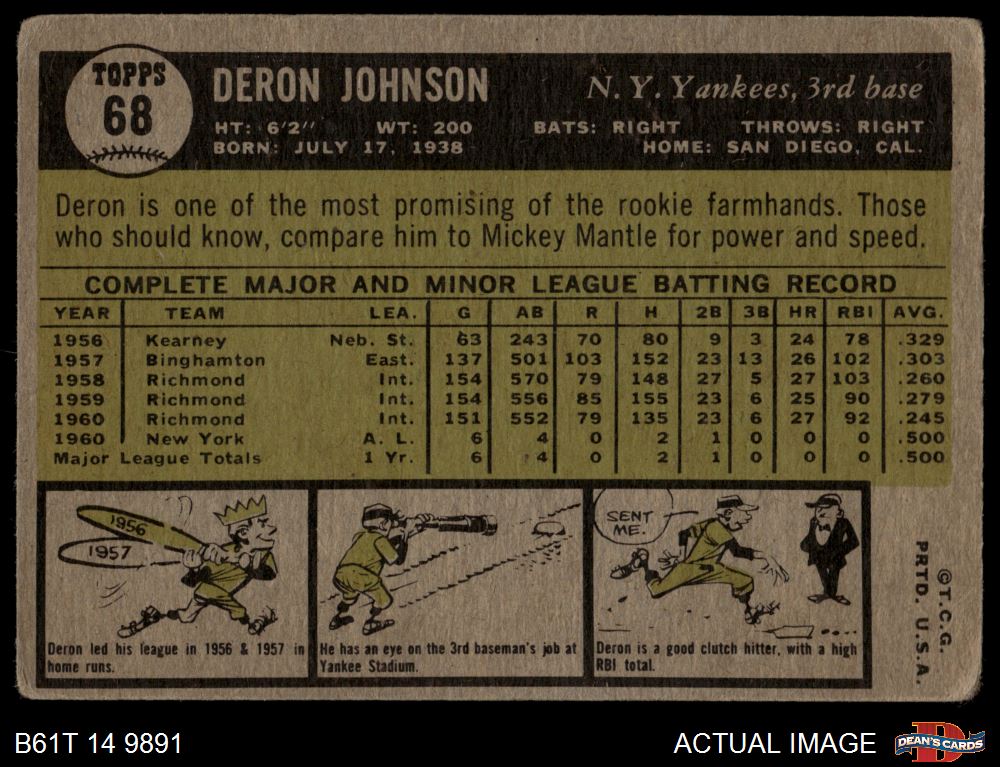 TOPPS
68
DERON JOHNSON
N. Y. Yankees, 3rd base
HT: 6'2" WT: 200 BATS: RIGHT THROWS: RIGHT
BORN: JULY 17, 1938 HOME: SAN DIEGO, CAL.
Deron is one of the most promising of the rookie farmhands. Those
who should know, compare him to Mickey Mantle for power and speed.
COMPLETE MAJOR AND MINOR LEAGUE BATTING RECORD
YEAR TEAM LEA. G AB R H 2B 3B HR RBI AVG.
1956 Kearney Neb. St. 63 243 70 80 9 3 24 78 .329
1957 Binghamton East. 137 501 103 152 23 13 26 102 .303
1958 Richmond Int. 154 570 79 148 27 5 27 103 .260
1959 Richmond Int. 154 556 85 155 23 6 25 90 .279
1960 Richmond Int. 151 552 79 135 23 6 27 92 .245
1960 New York A. L. 6 4 0 2 1 0 0 0 .500
Major League Totals 1 Yr. 6 4 0 2 1 0 0 0 .500
1956
1957
Deron led his league in 1956 & 1957 in
home runs.
He has an eye on the 3rd baseman's job at
Yankee Stadium.
SENT
ME.
Deron is a good clutch hitter, with a high
RBI total.
©T.C.G.
PRTD. U.S.A.
B61T 14 9891
ACTUAL IMAGE
DEAN'S CARDS